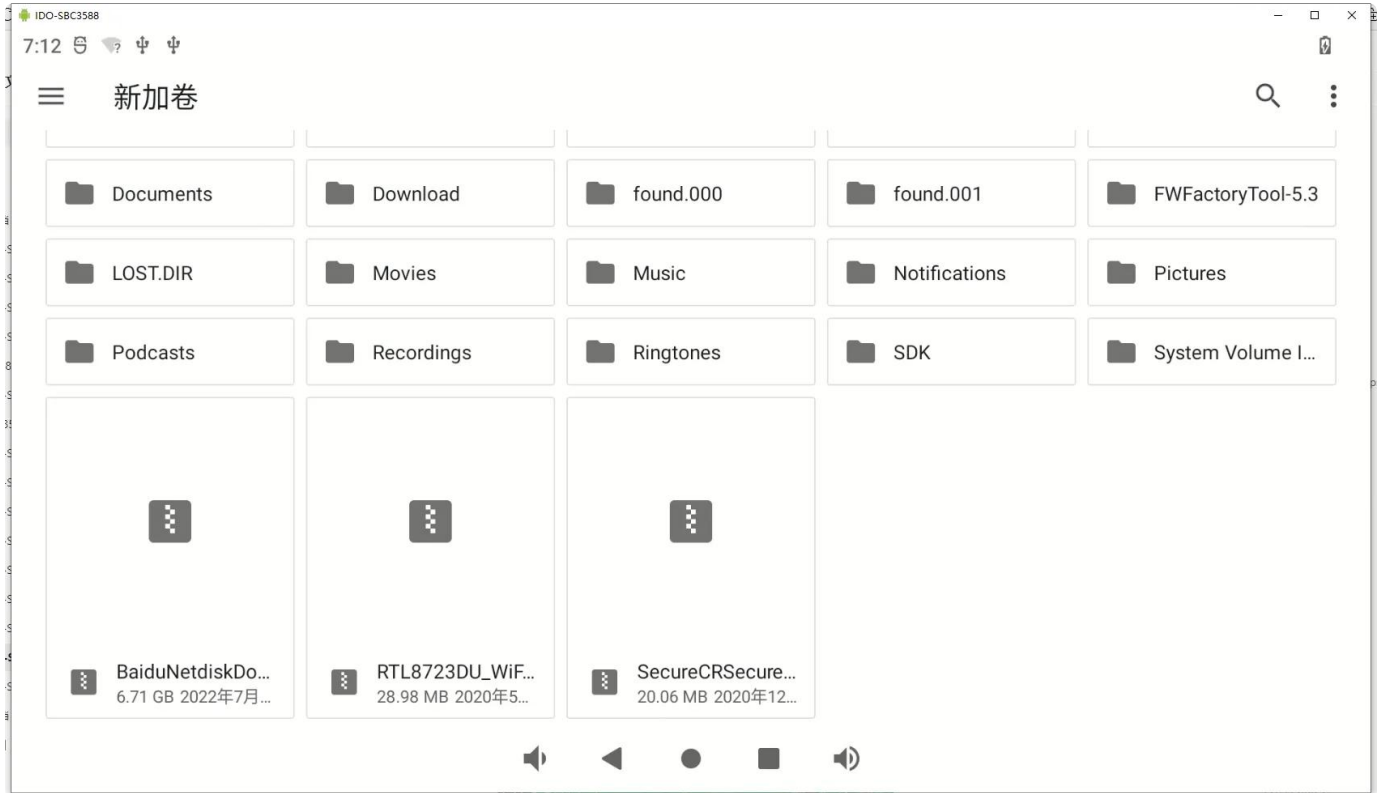 IDO-SBC3588
7:12
新加卷
Documents
Download
found.000
found.001
FWFactoryTool-5.3
LOST.DIR
Movies
Music
Notifications
Pictures
Podcasts
Recordings
Ringtones
SDK
System Volume I...
BaiduNetdiskDo...
6.71 GB 2022年7月...
RTL8723DU_WiF...
28.98 MB 2020年5...
SecureCRSecure...
20.06 MB 2020年12...